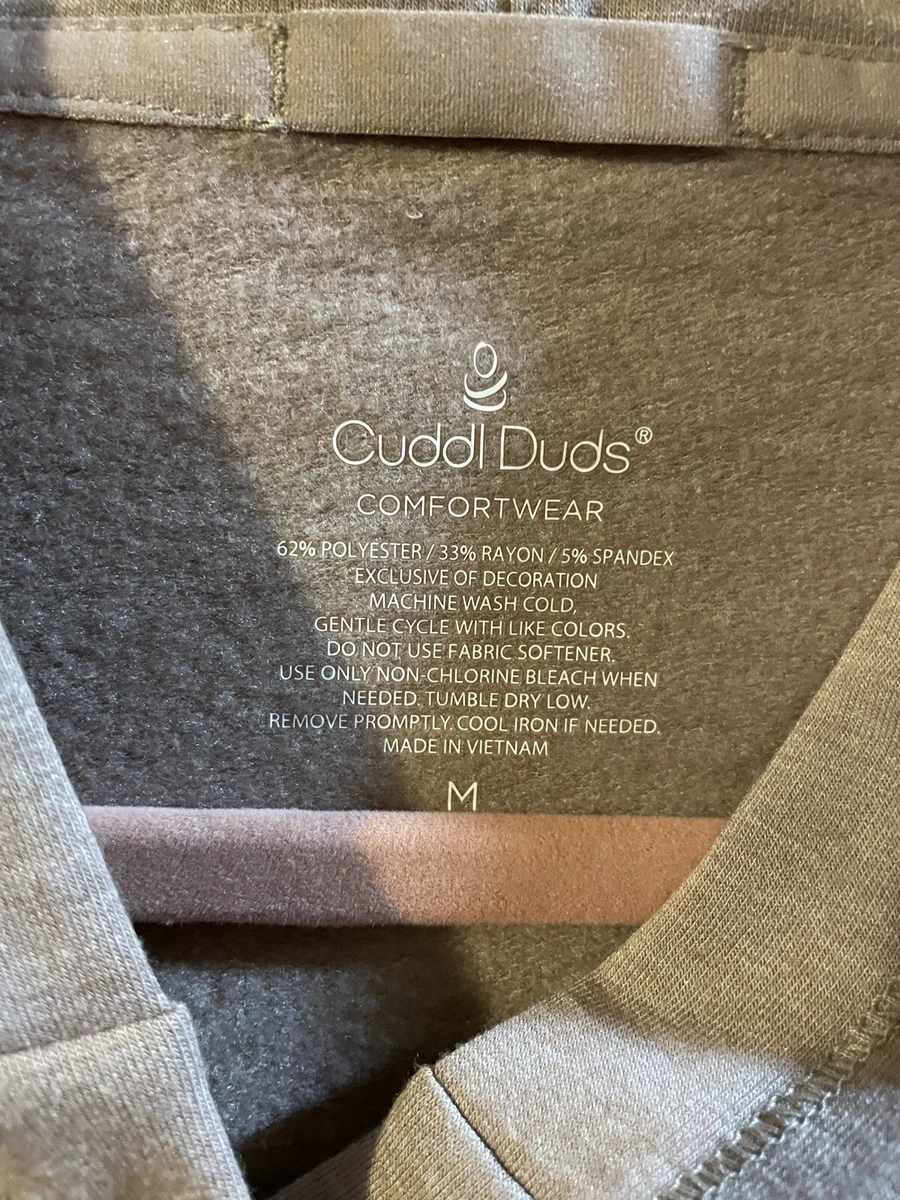 Cuddl Duds®
COMFORTWEAR
62% POLYESTER / 33% RAYON / 5% SPANDEX
EXCLUSIVE OF DECORATION
MACHINE WASH COLD,
GENTLE CYCLE WITH LIKE COLORS.
DO NOT USE FABRIC SOFTENER.
USE ONLY NON-CHLORINE BLEACH WHEN
NEEDED. TUMBLE DRY LOW.
REMOVE PROMPTLY. COOL IRON IF NEEDED.
MADE IN VIETNAM
M